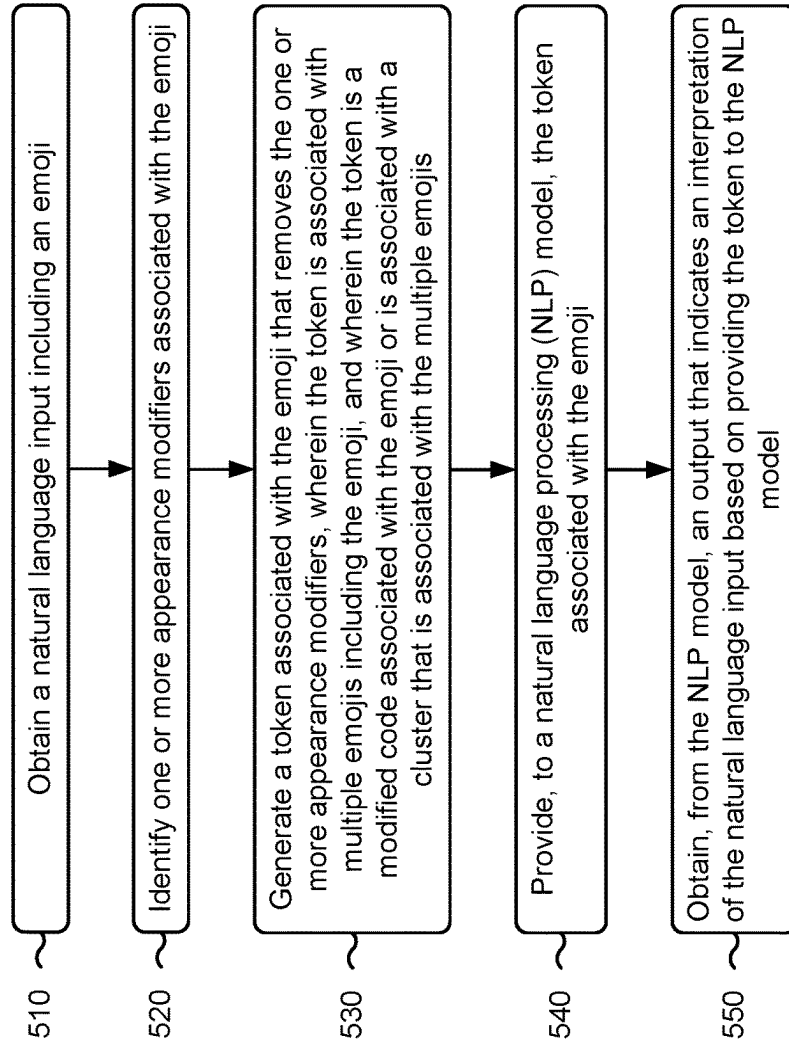 510
Obtain a natural language input including an emoji
520
Identify one or more appearance modifiers associated with the emoji
530
Generate a token associated with the emoji that removes the one or
more appearance modifiers, wherein the token is associated with
multiple emojis including the emoji, and wherein the token is a
modified code associated with the emoji or is associated with a
cluster that is associated with the multiple emojis
540
Provide, to a natural language processing (NLP) model, the token
associated with the emoji
550
Obtain, from the NLP model, an output that indicates an interpretation
of the natural language input based on providing the token to the NLP
model